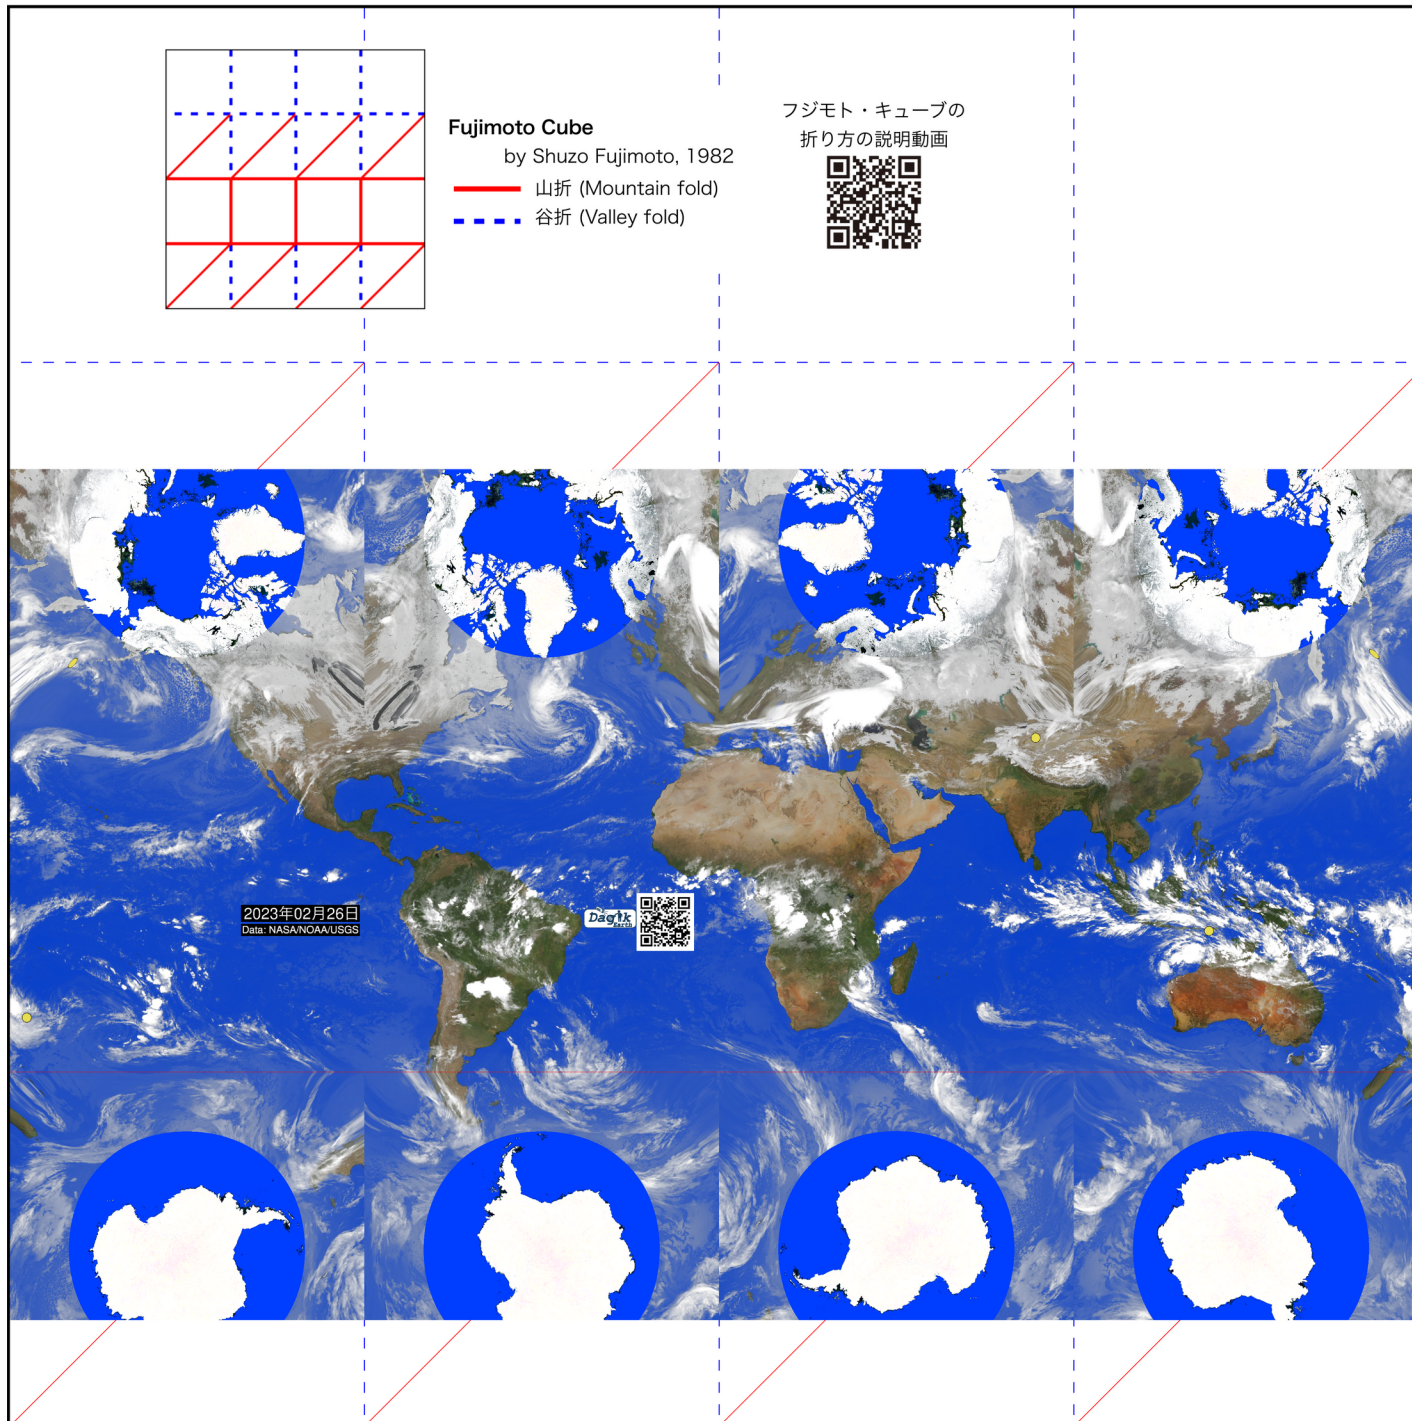 Fujimoto Cube
by Shuzo Fujimoto, 1982
山折 (Mountain fold)
谷折 (Valley fold)
フジモト・キューブの
折り方の説明動画
2023年02月26日
Data: NASA/NOAA/USGS
Dagik
Earth